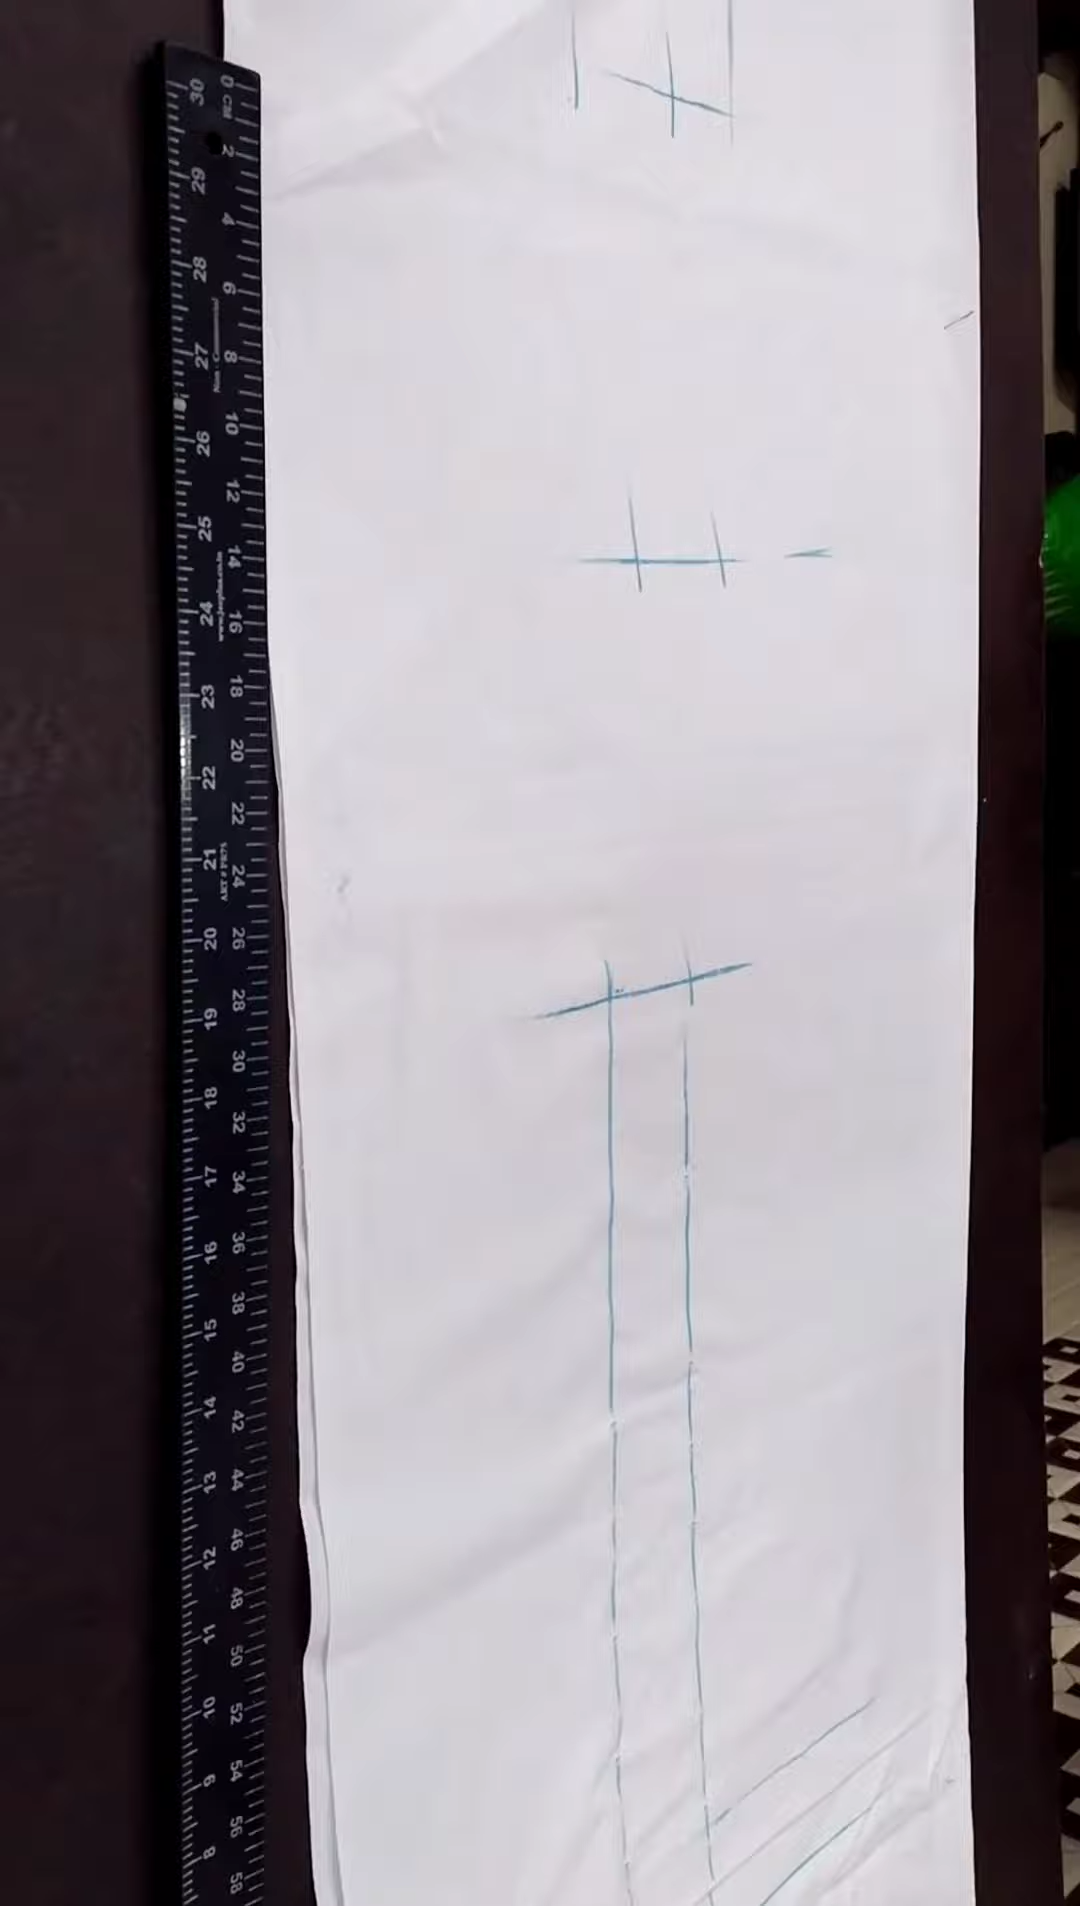 0 CM 2 4 6 8 10 12 14 16 18 20 22 24 26 28 30 32 34 36 38 40 42 44 46 48 50 52 54 56 58
30 29 28 27 26 25 24 23 22 21 20 19 18 17 16 15 14 13 12 11 10 9 8
Non - Commercial